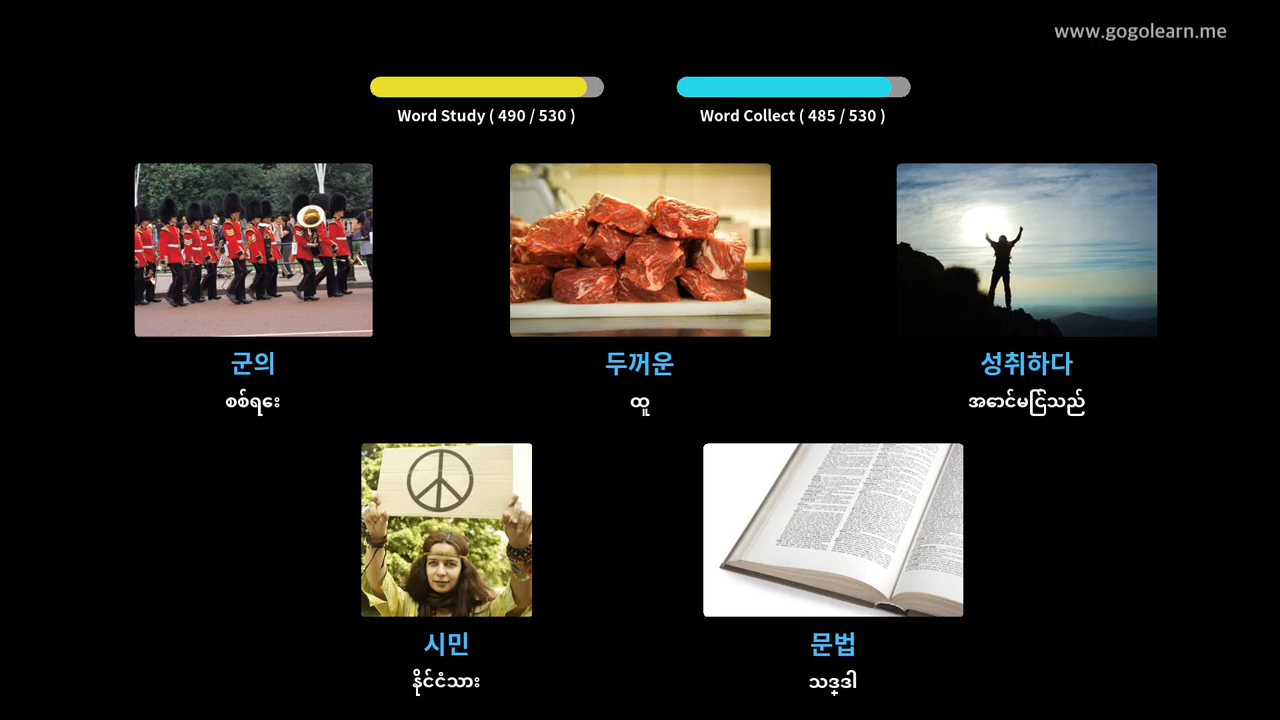 www.gogolearn.me
Word Study ( 490 / 530 )
Word Collect ( 485 / 530 )
군의
두꺼운
성취하다
စစ်ရေး
ထူ
အောင်မြင်သည်
시민
문법
နိုင်ငံသား
သဒ္ဒါ